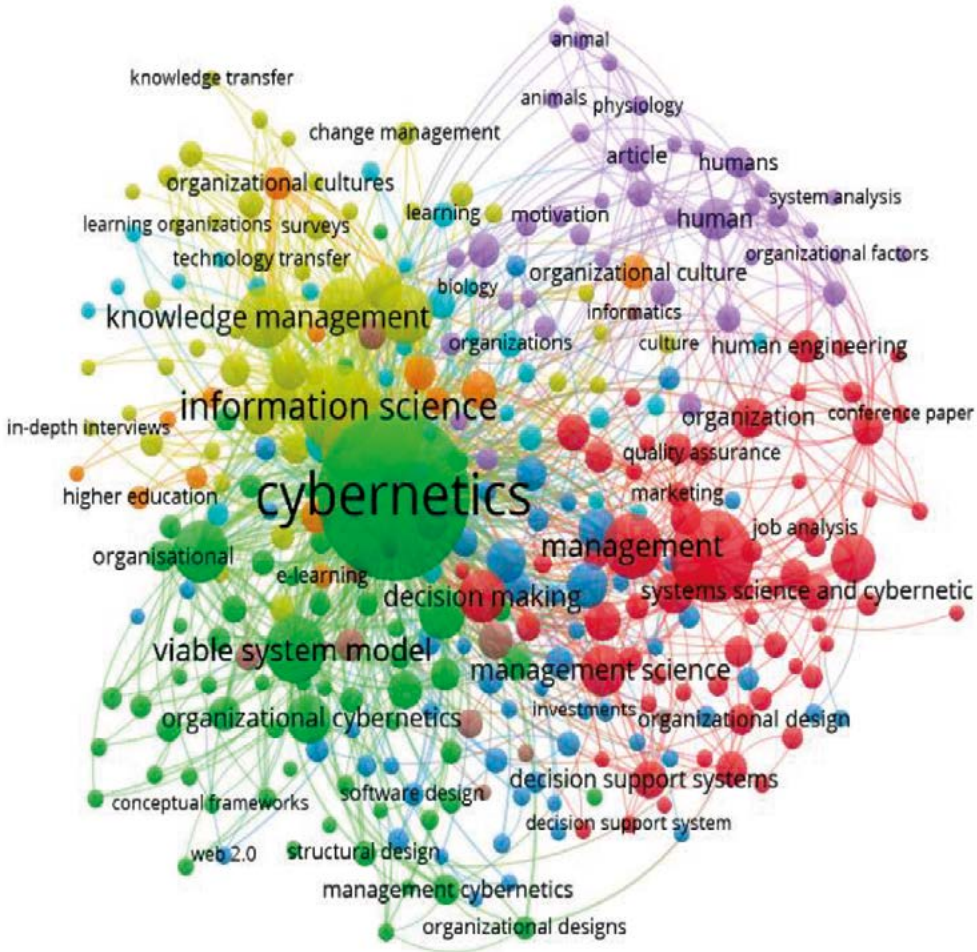 animal
knowledge transfer
animals
physiology
change management
article
humans
organizational cultures
system analysis
learning
motivation
human
learning organizations
surveys
technology transfer
organizational factors
organizational culture
biology
informatics
knowledge management
organizations
culture
human engineering
information science
organization
conference paper
in-depth interviews
quality assurance
cybernetics
higher education
marketing
job analysis
management
organisational
e-learning
decision making
systems science and cybernetic
viable system model
management science
investments
organizational cybernetics
organizational design
decision support systems
software design
conceptual frameworks
decision support system
web 2.0
structural design
management cybernetics
organizational designs